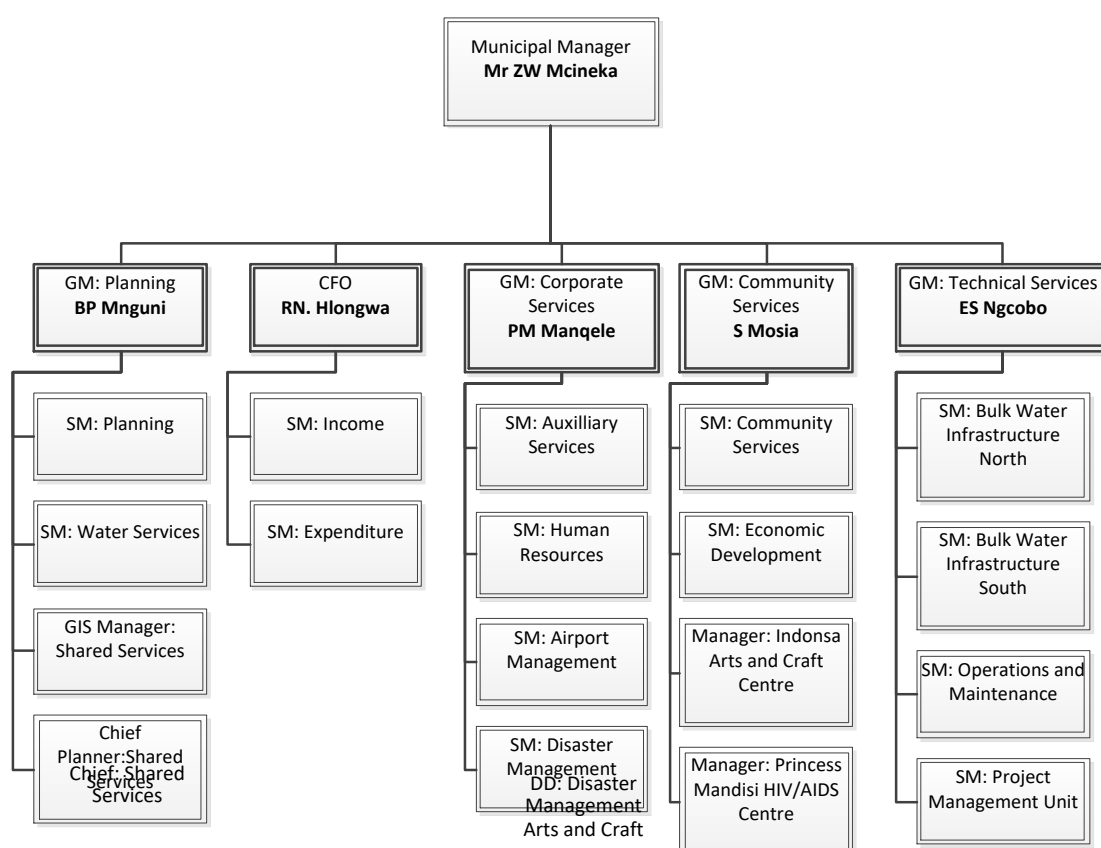 Municipal Manager
Mr ZW Mcineka
GM: Planning
BP Mnguni
CFO
RN. Hlongwa
GM: Corporate
Services
PM Manqele
GM: Community
Services
S Mosia
GM: Technical Services
ES Ngcobo
SM: Planning
SM: Water Services
GIS Manager:
Shared Services
Chief
Planner:Shared
Services
Chief: Shared
Services
SM: Income
SM: Expenditure
SM: Auxilliary
Services
SM: Human
Resources
SM: Airport
Management
SM: Disaster
Management
DD: Disaster
Management
Arts and Craft
SM: Community
Services
SM: Economic
Development
Manager: Indonsa
Arts and Craft
Centre
Manager: Princess
Mandisi HIV/AIDS
Centre
SM: Bulk Water
Infrastructure
North
SM: Bulk Water
Infrastructure
South
SM: Operations and
Maintenance
SM: Project
Management Unit